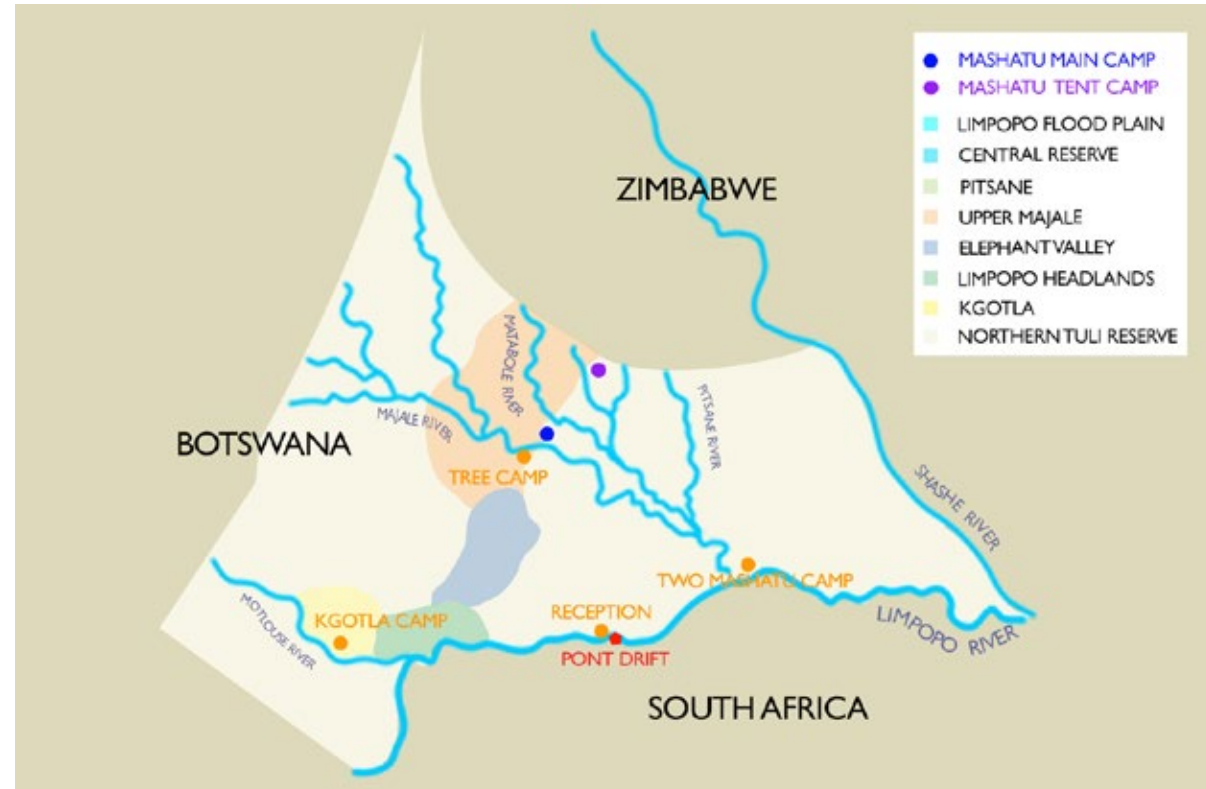 MASHATU MAIN CAMP
MASHATU TENT CAMP
LIMPOPO FLOOD PLAIN
CENTRAL RESERVE
PITSANE
UPPER MAJALE
ELEPHANT VALLEY
LIMPOPO HEADLANDS
KGOTLA
NORTHERN TULI RESERVE
ZIMBABWE
MATABOLE RIVER
PITSANE RIVER
MAJALE RIVER
BOTSWANA
TREE CAMP
SHASHE RIVER
TWO MASHATU CAMP
MOTLOUSE RIVER
KGOTLA CAMP
RECEPTION
LIMPOPO RIVER
PONT DRIFT
SOUTH AFRICA